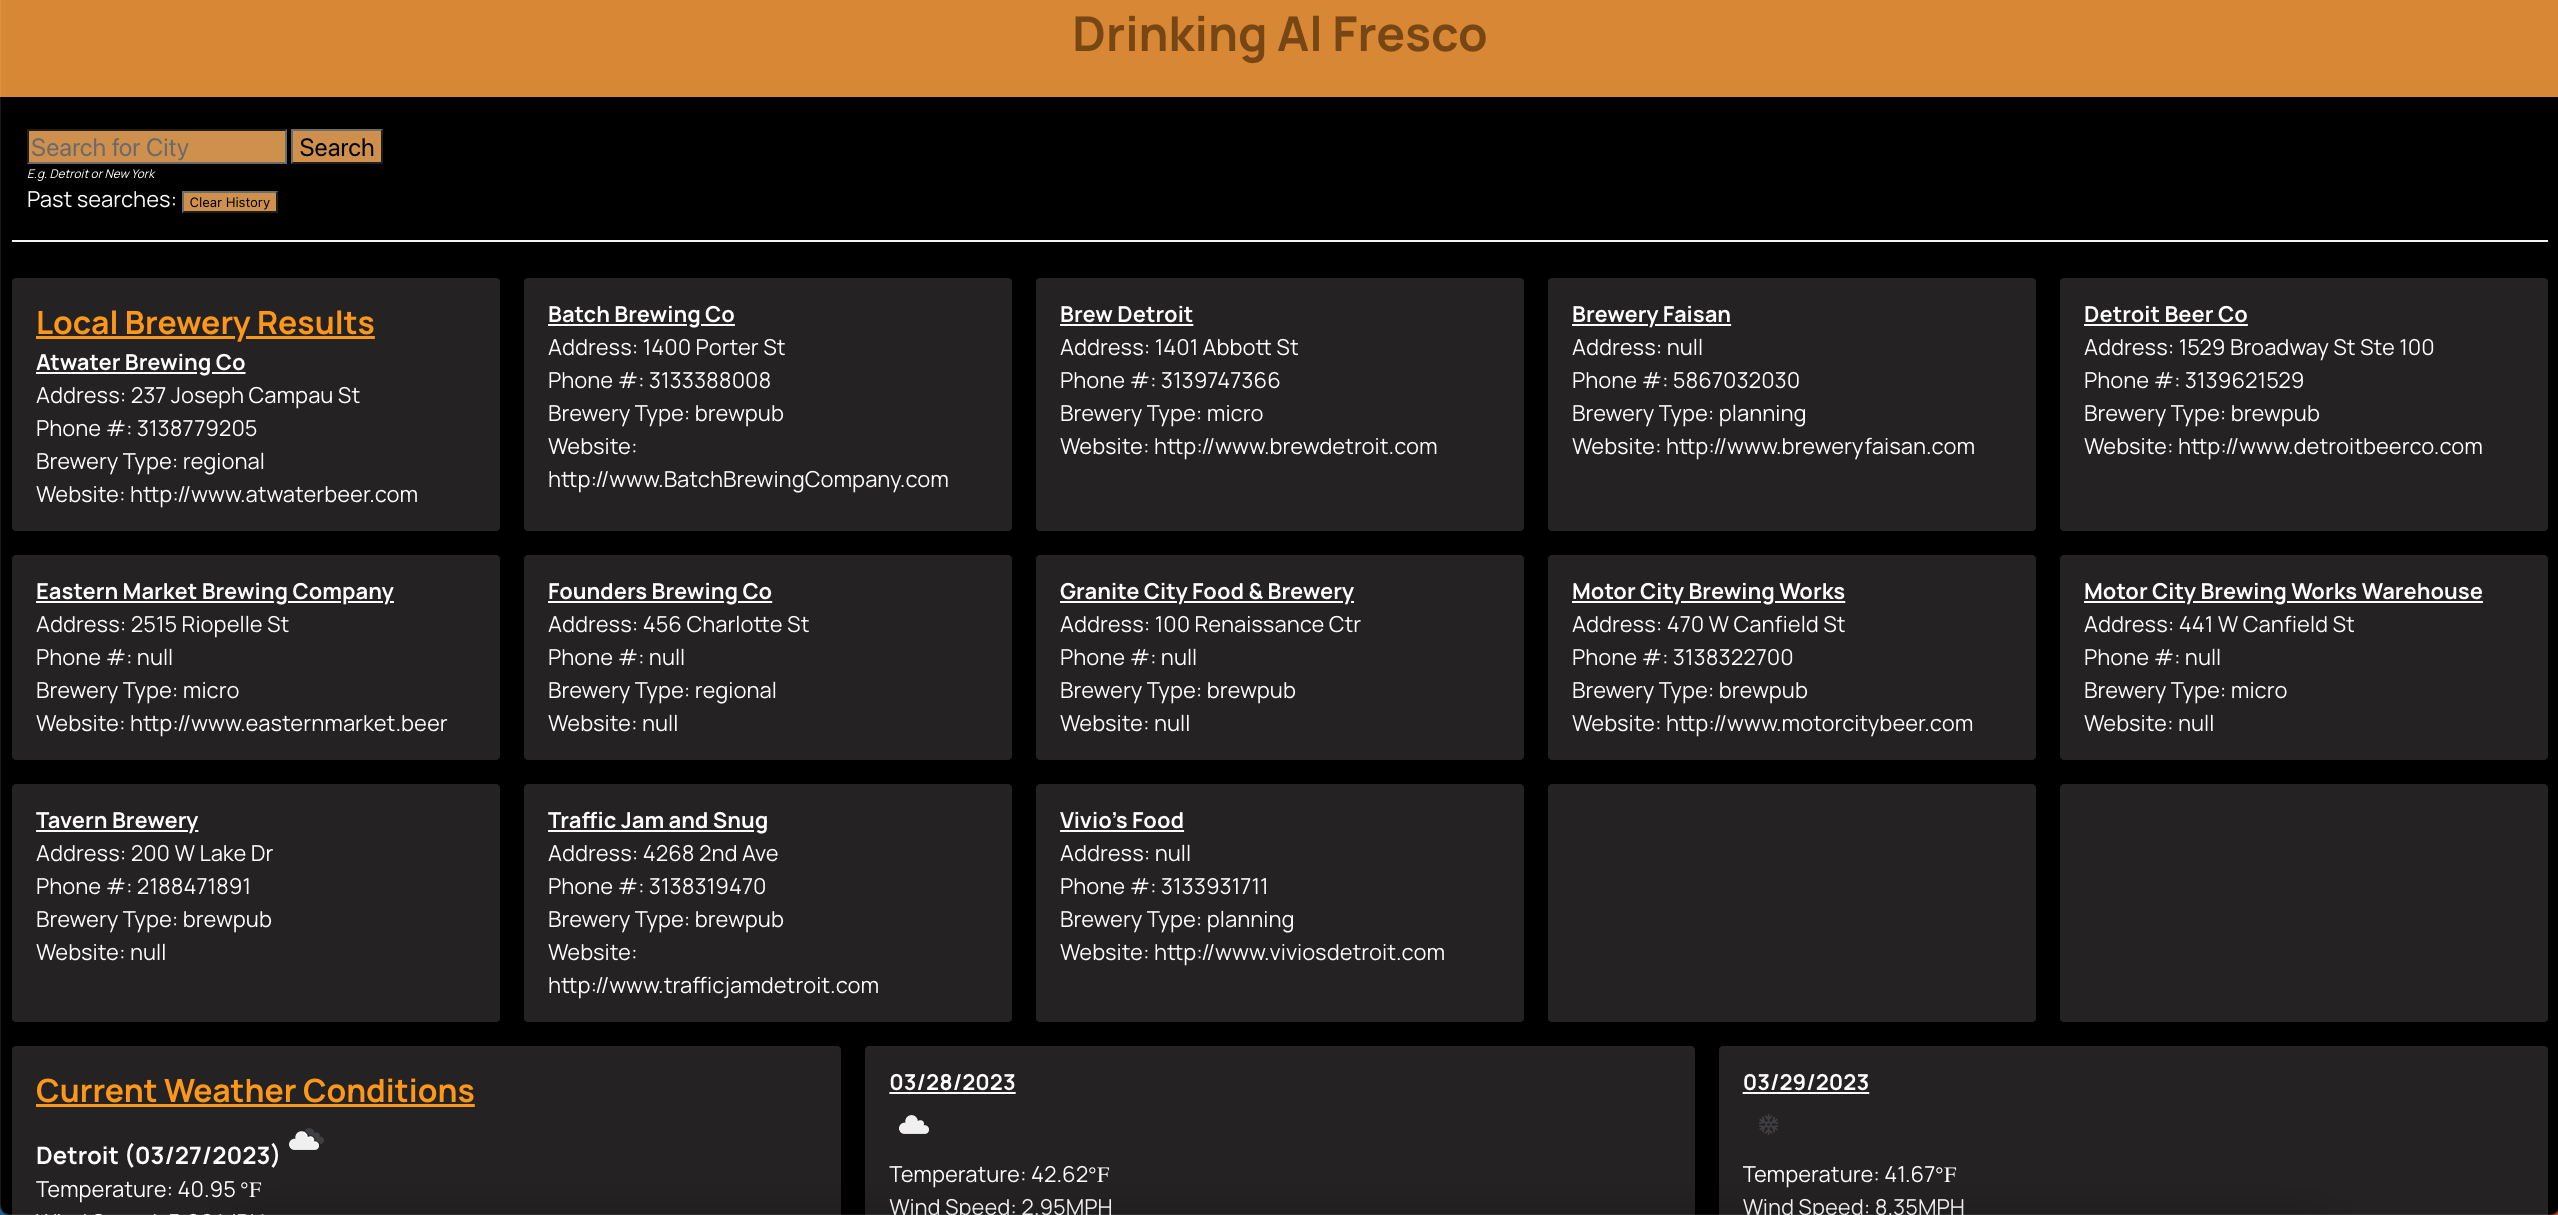 Drinking Al Fresco
Search for City Search
E.g. Detroit or New York
Past searches: Clear History
Local Brewery Results
Atwater Brewing Co
Address: 237 Joseph Campau St
Phone #: 3138779205
Brewery Type: regional
Website: http://www.atwaterbeer.com
Batch Brewing Co
Address: 1400 Porter St
Phone #: 3133388008
Brewery Type: brewpub
Website:
http://www.BatchBrewingCompany.com
Brew Detroit
Address: 1401 Abbott St
Phone #: 3139747366
Brewery Type: micro
Website: http://www.brewdetroit.com
Brewery Faisan
Address: null
Phone #: 5867032030
Brewery Type: planning
Website: http://www.breweryfaisan.com
Detroit Beer Co
Address: 1529 Broadway St Ste 100
Phone #: 3139621529
Brewery Type: brewpub
Website: http://www.detroitbeerco.com
Eastern Market Brewing Company
Address: 2515 Riopelle St
Phone #: null
Brewery Type: micro
Website: http://www.easternmarket.beer
Founders Brewing Co
Address: 456 Charlotte St
Phone #: null
Brewery Type: regional
Website: null
Granite City Food & Brewery
Address: 100 Renaissance Ctr
Phone #: null
Brewery Type: brewpub
Website: null
Motor City Brewing Works
Address: 470 W Canfield St
Phone #: 3138322700
Brewery Type: brewpub
Website: http://www.motorcitybeer.com
Motor City Brewing Works Warehouse
Address: 441 W Canfield St
Phone #: null
Brewery Type: micro
Website: null
Tavern Brewery
Address: 200 W Lake Dr
Phone #: 2188471891
Brewery Type: brewpub
Website: null
Traffic Jam and Snug
Address: 4268 2nd Ave
Phone #: 3138319470
Brewery Type: brewpub
Website:
http://www.trafficjamdetroit.com
Vivio's Food
Address: null
Phone #: 3133931711
Brewery Type: planning
Website: http://www.viviosdetroit.com
Current Weather Conditions
Detroit (03/27/2023)
Temperature: 40.95 °F
03/28/2023
Temperature: 42.62°F
Wind Speed: 2.95MPH
03/29/2023
Temperature: 41.67°F
Wind Speed: 8.35MPH